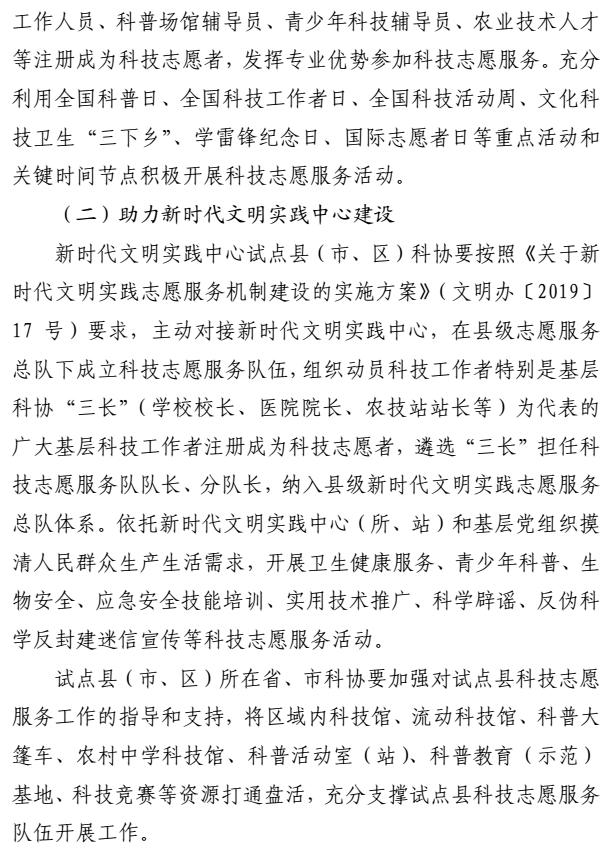 工作人员、科普场馆辅导员、青少年科技辅导员、农业技术人才
等注册成为科技志愿者，发挥专业优势参加科技志愿服务。充分
利用全国科普日、全国科技工作者日、全国科技活动周、文化科
技卫生“三下乡”、学雷锋纪念日、国际志愿者日等重点活动和
关键时间节点积极开展科技志愿服务活动。
（二）助力新时代文明实践中心建设
新时代文明实践中心试点县（市、区）科协要按照《关于新
时代文明实践志愿服务机制建设的实施方案》（文明办〔2019〕
17 号）要求，主动对接新时代文明实践中心，在县级志愿服务
总队下成立科技志愿服务队伍，组织动员科技工作者特别是基层
科协“三长”（学校校长、医院院长、农技站站长等）为代表的
广大基层科技工作者注册成为科技志愿者，遴选“三长”担任科
技志愿服务队队长、分队长，纳入县级新时代文明实践志愿服务
总队体系。依托新时代文明实践中心（所、站）和基层党组织摸
清人民群众生产生活需求，开展卫生健康服务、青少年科普、生
物安全、应急安全技能培训、实用技术推广、科学辟谣、反伪科
学反封建迷信宣传等科技志愿服务活动。
试点县（市、区）所在省、市科协要加强对试点县科技志愿
服务工作的指导和支持，将区域内科技馆、流动科技馆、科普大
篷车、农村中学科技馆、科普活动室（站）、科普教育（示范）
基地、科技竞赛等资源打通盘活，充分支撑试点县科技志愿服务
队伍开展工作。